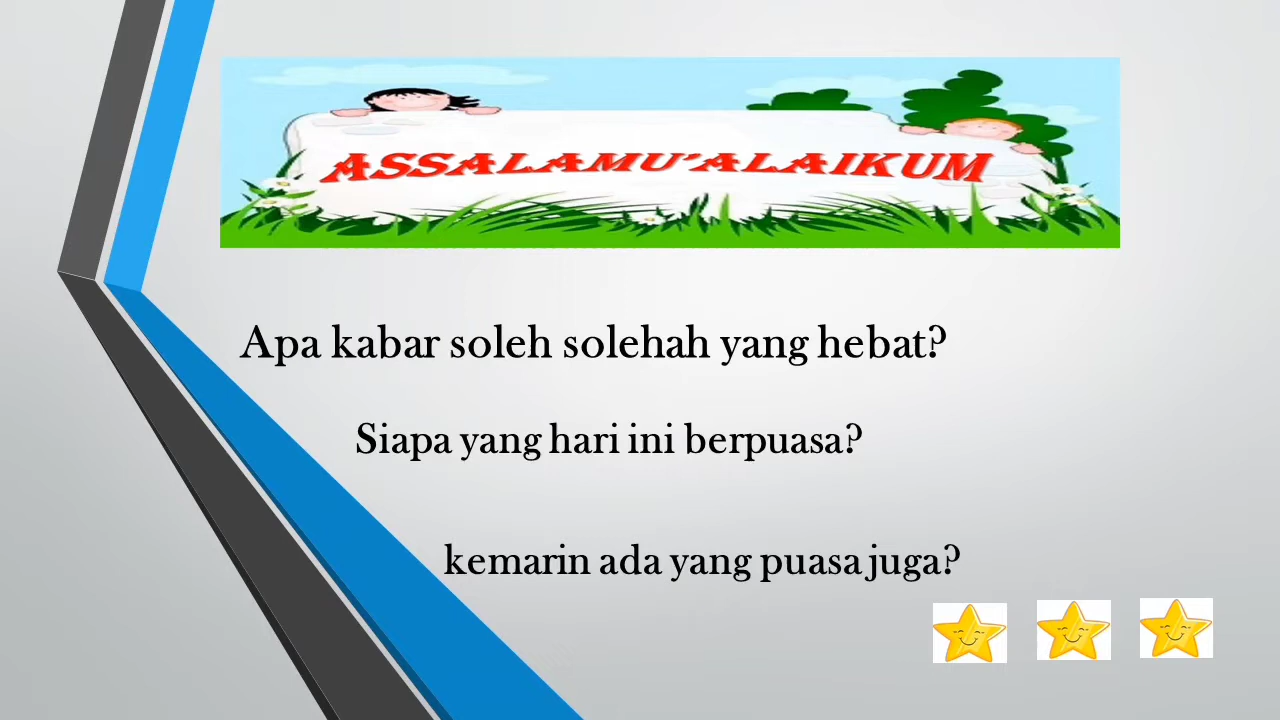 ASSALAMU'ALAIKUM
Apa kabar soleh solehah yang hebat?
Siapa yang hari ini berpuasa?
kemarin ada yang puasa juga?